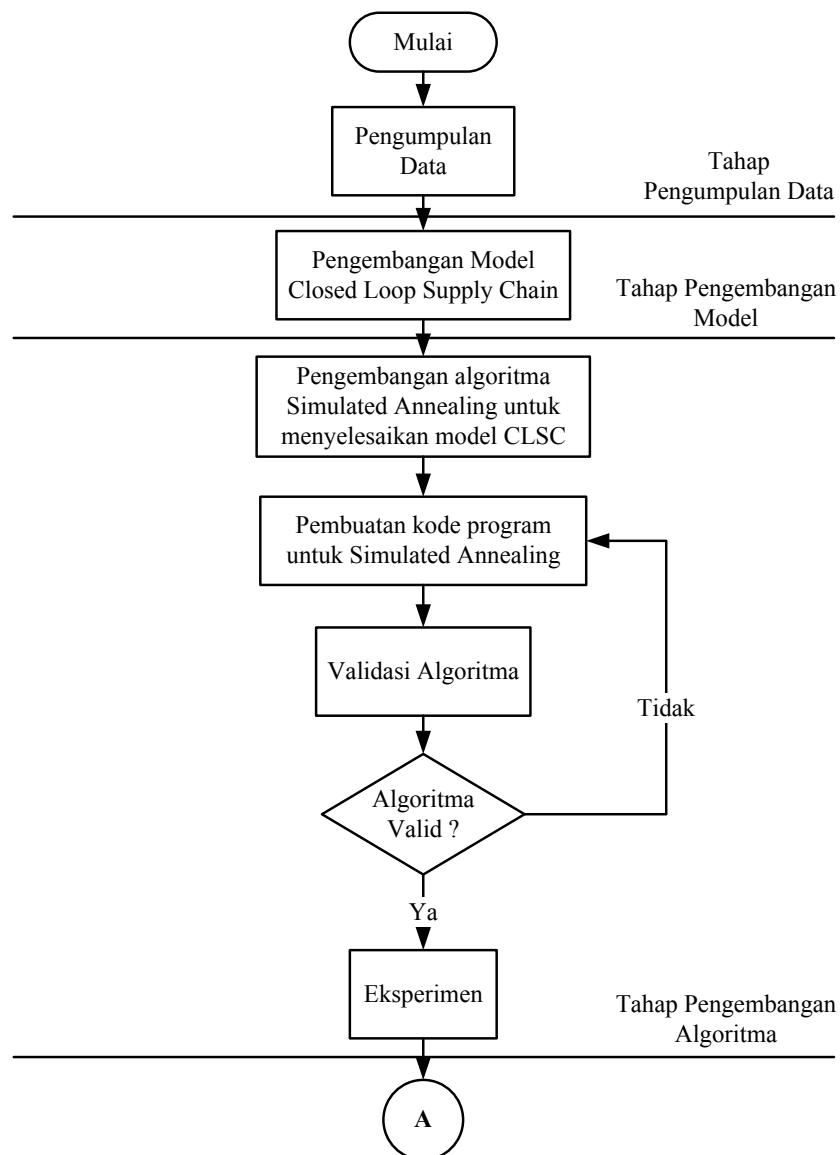 Mulai
Pengumpulan
Data
Tahap
Pengumpulan Data
Pengembangan Model
Closed Loop Supply Chain
Tahap Pengembangan
Model
Pengembangan algoritma
Simulated Annealing untuk
menyelesaikan model CLSC
Pembuatan kode program
untuk Simulated Annealing
Validasi Algoritma
Tidak
Algoritma
Valid ?
Ya
Eksperimen
Tahap Pengembangan
Algoritma
A